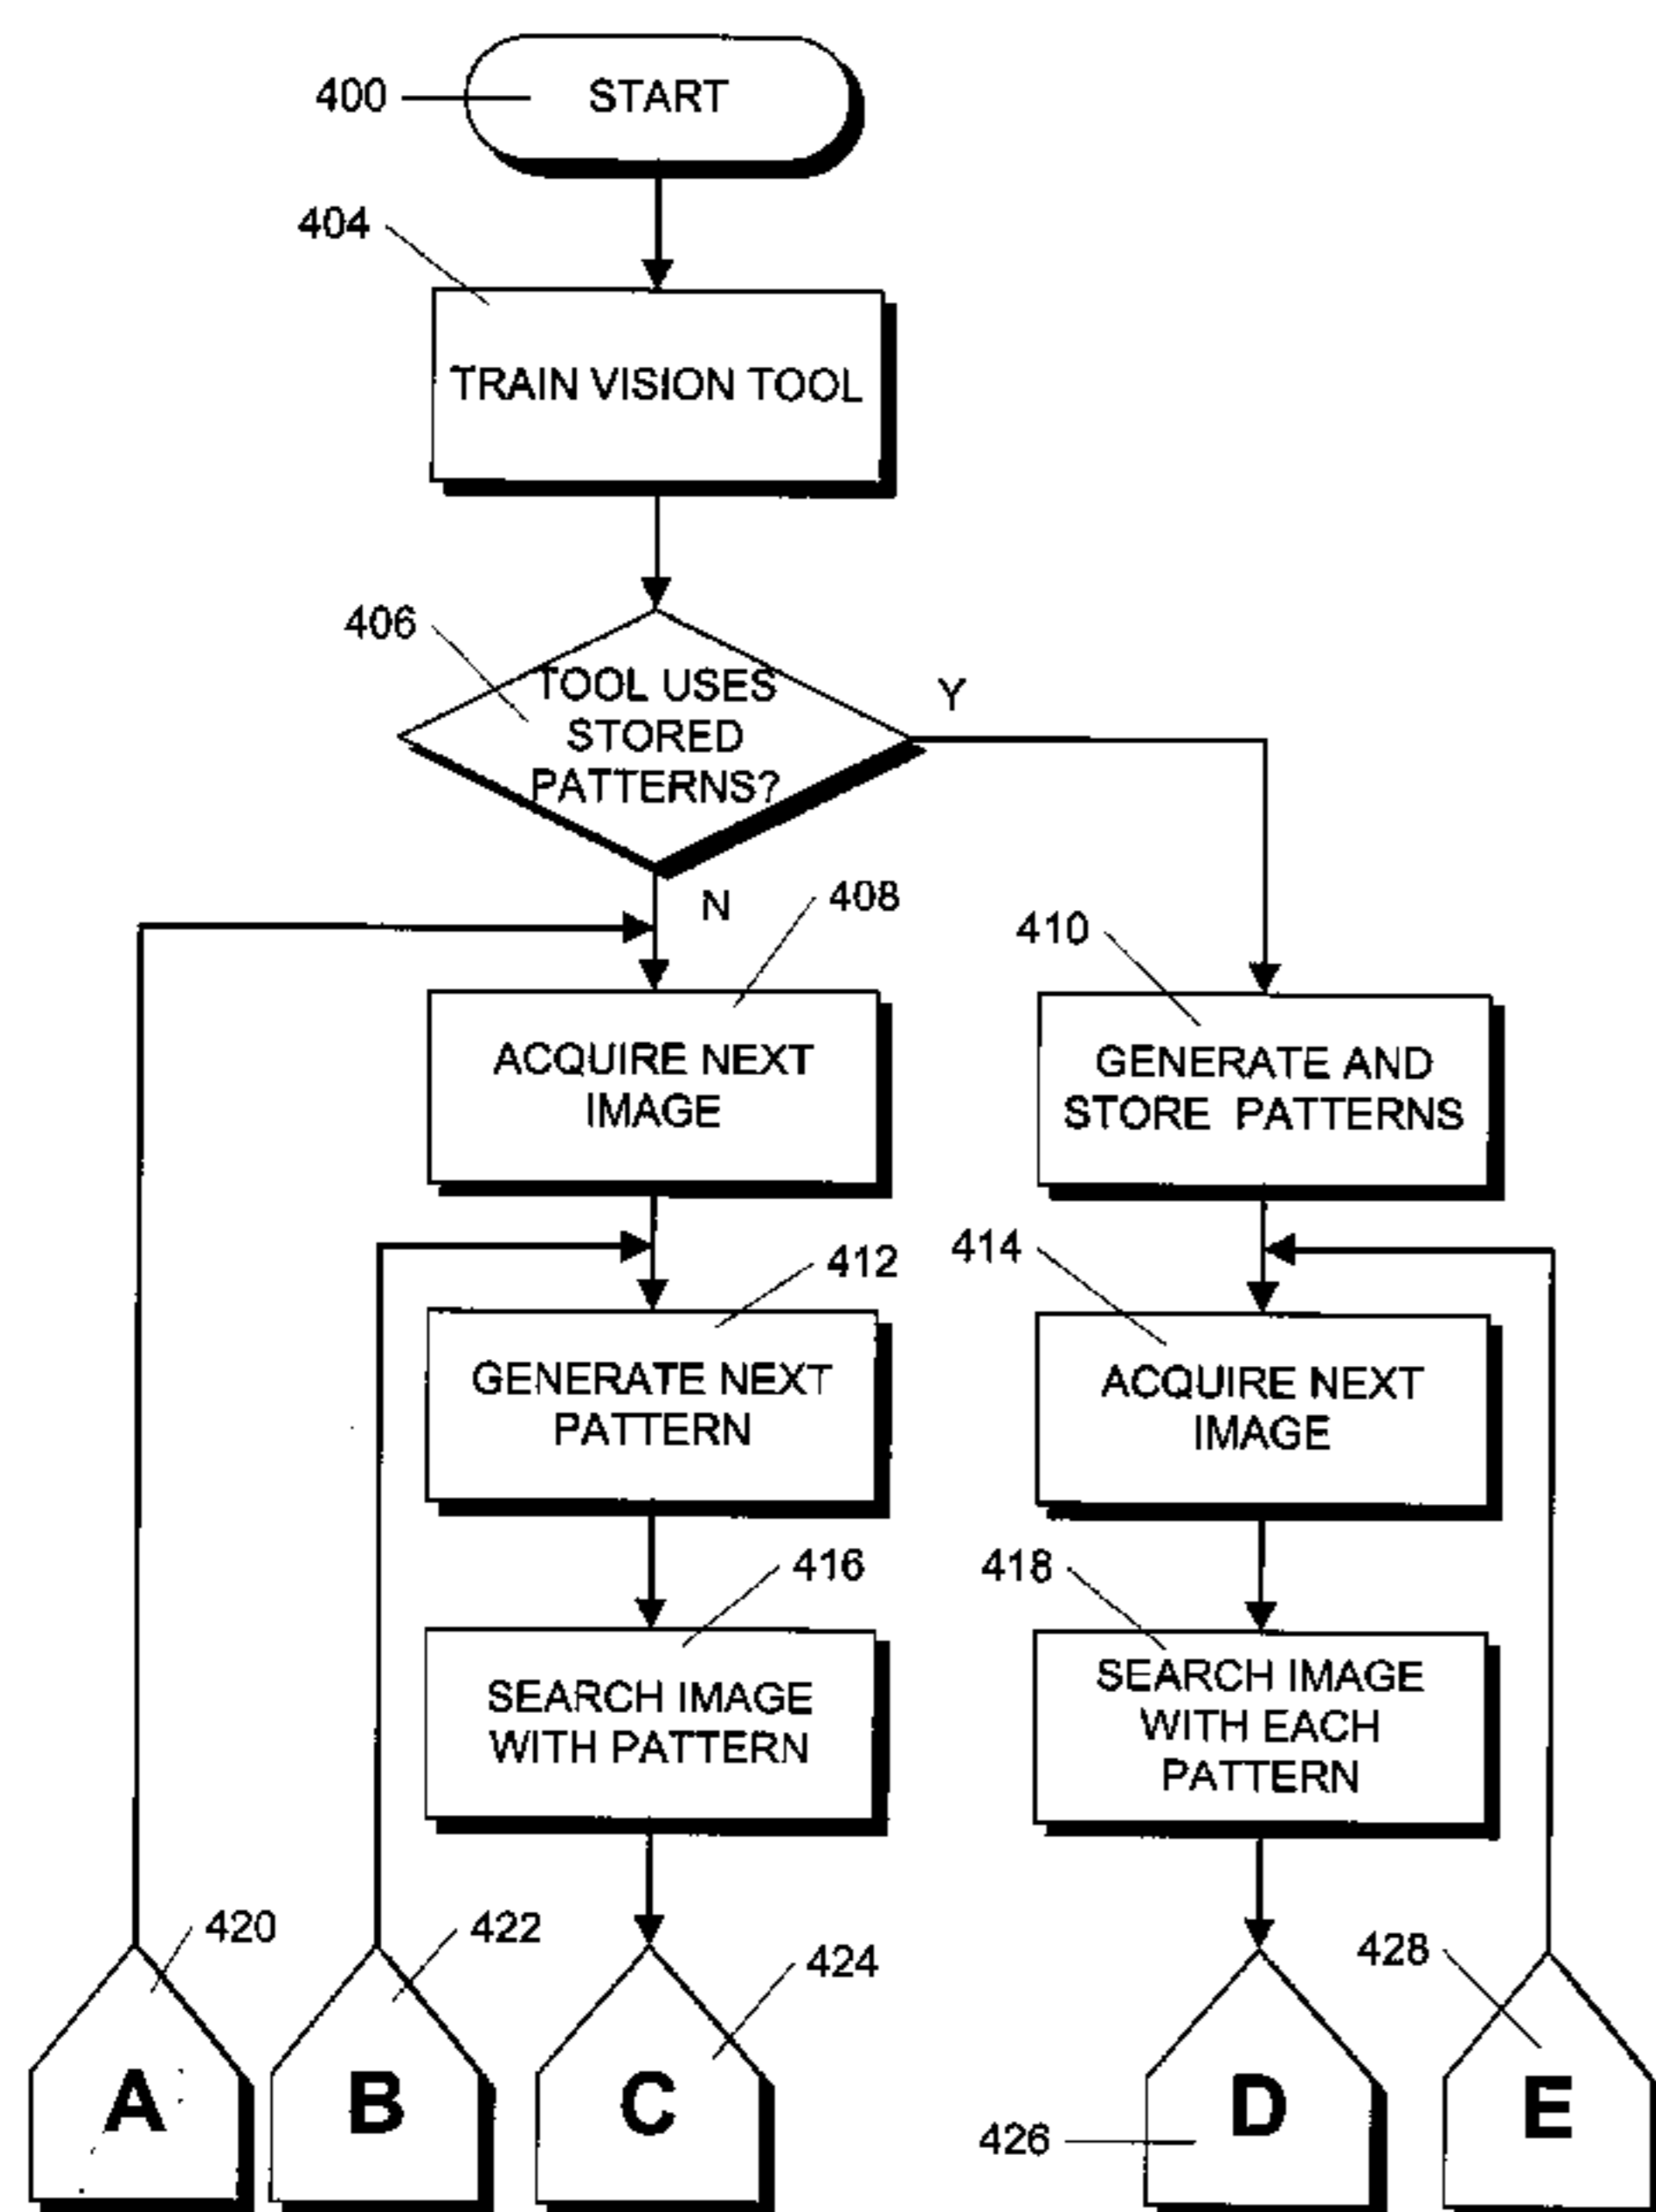 400
START
404
TRAIN VISION TOOL
406
TOOL USES
STORED
PATTERNS?
Y
N
408
410
ACQUIRE NEXT
IMAGE
GENERATE AND
STORE PATTERNS
412
414
GENERATE NEXT
PATTERN
ACQUIRE NEXT
IMAGE
416
418
SEARCH IMAGE
WITH PATTERN
SEARCH IMAGE
WITH EACH
PATTERN
420
422
424
428
A
B
C
D
E
426